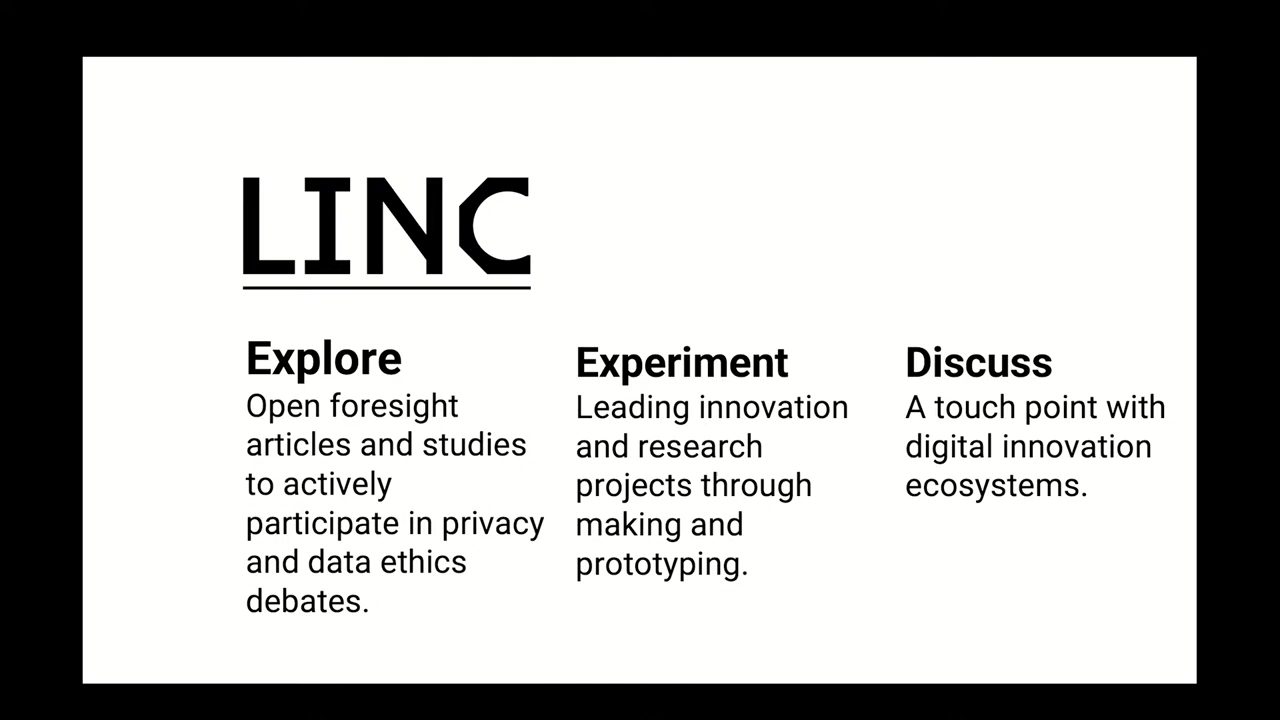 LINC
Explore
Open foresight
articles and studies
to actively
participate in privacy
and data ethics
debates.
Experiment
Leading innovation
and research
projects through
making and
prototyping.
Discuss
A touch point with
digital innovation
ecosystems.